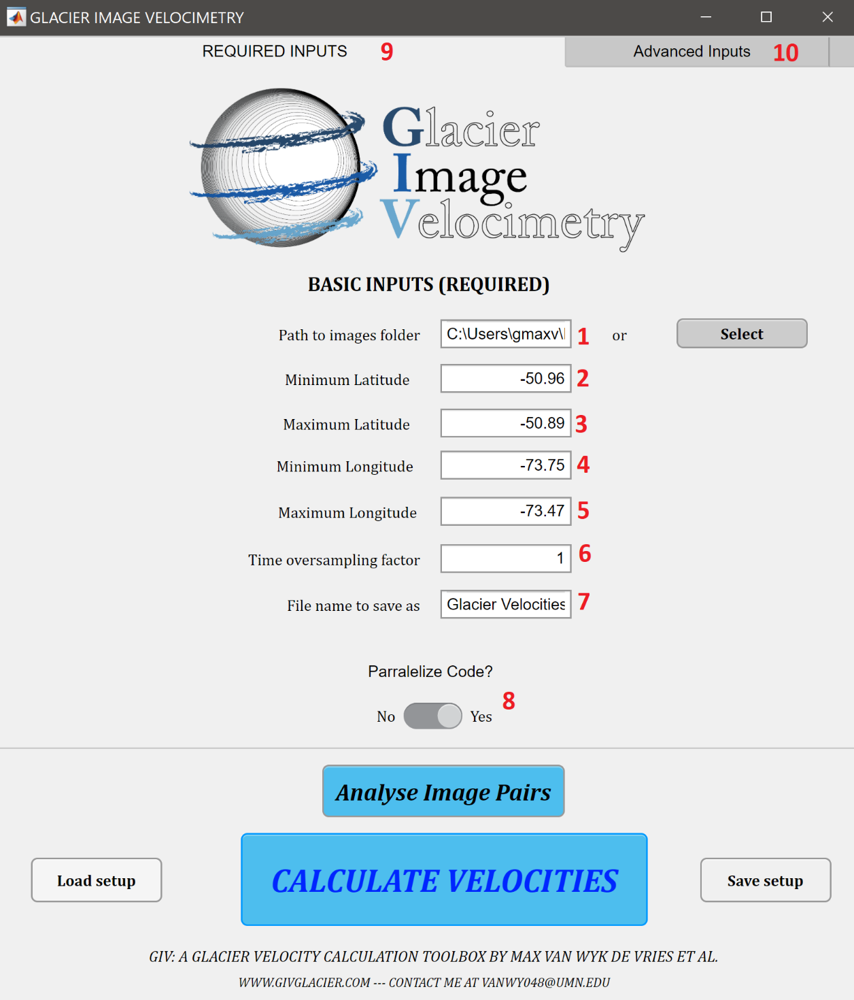 GLACIER IMAGE VELOCIMETRY
REQUIRED INPUTS 9 Advanced Inputs 10
Glacier
Image
Velocimetry
BASIC INPUTS (REQUIRED)
Path to images folder C:\Users\gmaxv\ 1 or Select
Minimum Latitude -50.96 2
Maximum Latitude -50.89 3
Minimum Longitude -73.75 4
Maximum Longitude -73.47 5
Time oversampling factor 1 6
File name to save as Glacier Velocities 7
Parralelize Code?
No Yes 8
Analyse Image Pairs
CALCULATE VELOCITIES
Load setup Save setup
GIV: A GLACIER VELOCITY CALCULATION TOOLBOX BY MAX VAN WYK DE VRIES ET AL.
WWW.GIVGLACIER.COM --- CONTACT ME AT VANWY048@UMN.EDU